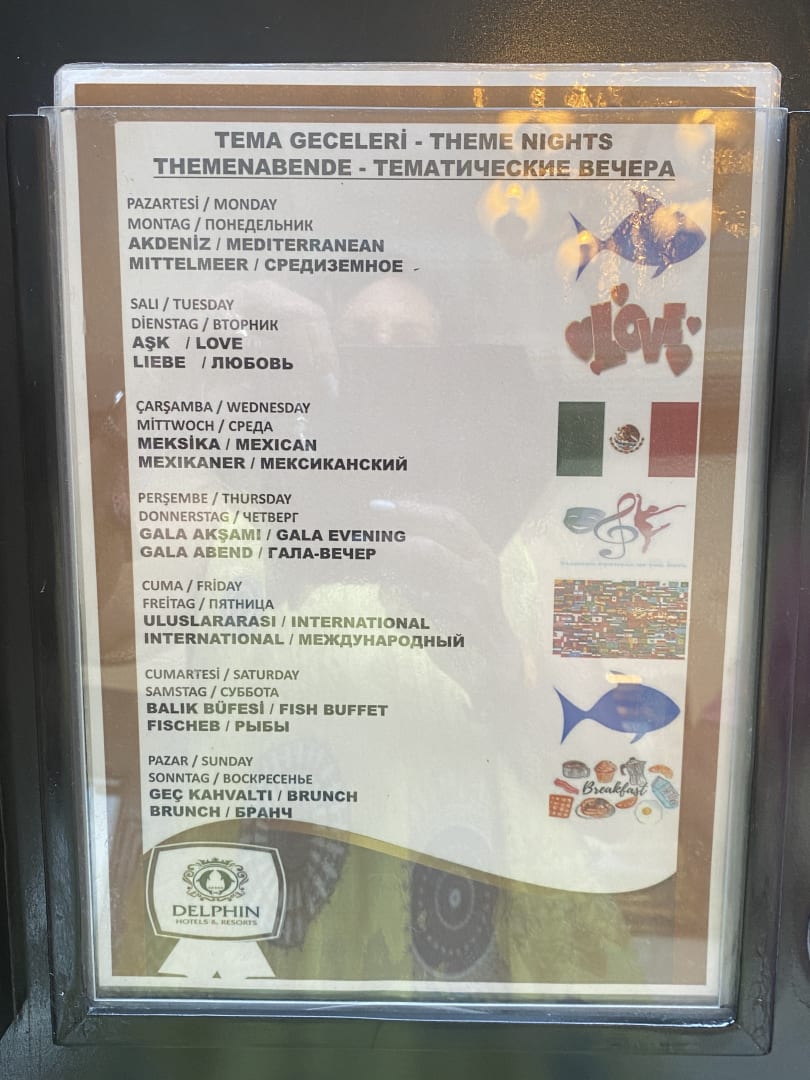 TEMA GECELERİ - THEME NIGHTS
THEMENABENDE - ТЕМАТИЧЕСКИЕ ВЕЧЕРА
PAZARTESİ / MONDAY
MONTAG / ПОНЕДЕЛЬНИК
AKDENİZ / MEDITERRANEAN
MITTELMEER / СРЕДИЗЕМНОЕ
SALI / TUESDAY
DİENSTAG / ВТОРНИК
AŞK / LOVE
LIEBE / ЛЮБОВЬ
LOVE
ÇARŞAMBA / WEDNESDAY
MİTTWOCH / СРЕДА
MEKSİKA / MEXICAN
MEXIKANER / МЕКСИКАНСКИЙ
PERŞEMBE / THURSDAY
DONNERSTAG / ЧЕТВЕРГ
GALA AKŞAMI / GALA EVENING
GALA ABEND / ГАЛА-ВЕЧЕР
CUMA / FRİDAY
FREİTAG / ПЯТНИЦА
ULUSLARARASI / INTERNATIONAL
INTERNATIONAL / МЕЖДУНАРОДНЫЙ
CUMARTESİ / SATURDAY
SAMSTAG / СУББОТА
BALIK BÜFESİ / FISH BUFFET
FISCHEB / РЫБЫ
PAZAR / SUNDAY
SONNTAG / ВОСКРЕСЕНЬЕ
GEÇ KAHVALTI / BRUNCH
BRUNCH / БРАНЧ
Breakfast
DELPHIN
HOTELS & RESORTS